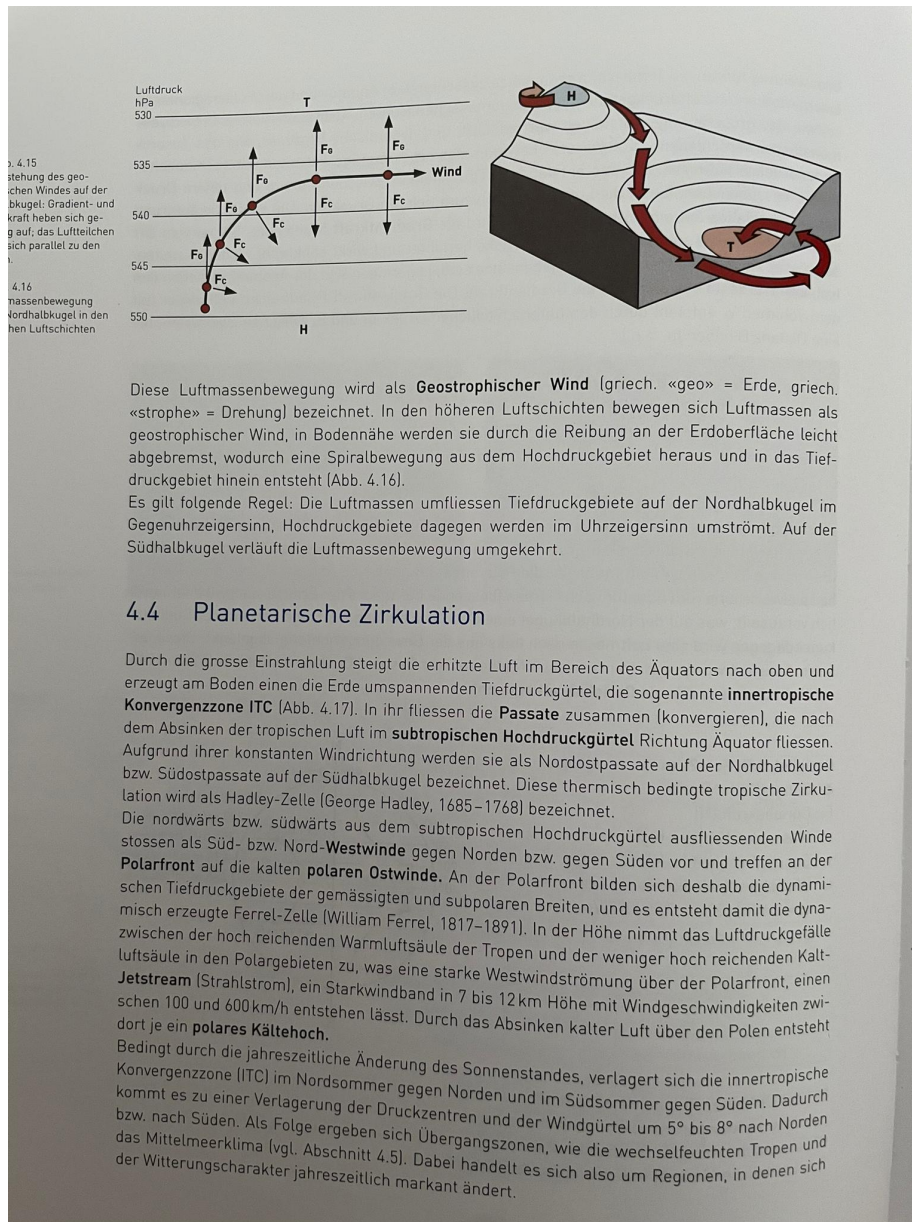 Luftdruck
hPa
530
535
540
545
550
T
H
FG
FC
FG
FC
FG
FC
FG
FC
FG
FC
Wind
H
T
4.15
stehung des geo-
schen Windes auf der
bkugel: Gradient- und
kraft heben sich ge-
g auf; das Luftteilchen
sich parallel zu den
4.16
massenbewegung
Nordhalbkugel in den
hen Luftschichten
Diese Luftmassenbewegung wird als Geostrophischer Wind (griech. «geo» = Erde, griech.
«strophe» = Drehung) bezeichnet. In den höheren Luftschichten bewegen sich Luftmassen als
geostrophischer Wind, in Bodennähe werden sie durch die Reibung an der Erdoberfläche leicht
abgebremst, wodurch eine Spiralbewegung aus dem Hochdruckgebiet heraus und in das Tief-
druckgebiet hinein entsteht (Abb. 4.16).
Es gilt folgende Regel: Die Luftmassen umfliessen Tiefdruckgebiete auf der Nordhalbkugel im
Gegenuhrzeigersinn, Hochdruckgebiete dagegen werden im Uhrzeigersinn umströmt. Auf der
Südhalbkugel verläuft die Luftmassenbewegung umgekehrt.
4.4 Planetarische Zirkulation
Durch die grosse Einstrahlung steigt die erhitzte Luft im Bereich des Äquators nach oben und
erzeugt am Boden einen die Erde umspannenden Tiefdruckgürtel, die sogenannte innertropische
Konvergenzzone ITC (Abb. 4.17). In ihr fliessen die Passate zusammen (konvergieren), die nach
dem Absinken der tropischen Luft im subtropischen Hochdruckgürtel Richtung Äquator fliessen.
Aufgrund ihrer konstanten Windrichtung werden sie als Nordostpassate auf der Nordhalbkugel
bzw. Südostpassate auf der Südhalbkugel bezeichnet. Diese thermisch bedingte tropische Zirku-
lation wird als Hadley-Zelle (George Hadley, 1685–1768) bezeichnet.
Die nordwärts bzw. südwärts aus dem subtropischen Hochdruckgürtel ausfliessenden Winde
stossen als Süd- bzw. Nord-Westwinde gegen Norden bzw. gegen Süden vor und treffen an der
Polarfront auf die kalten polaren Ostwinde. An der Polarfront bilden sich deshalb die dynami-
schen Tiefdruckgebiete der gemässigten und subpolaren Breiten, und es entsteht damit die dyna-
misch erzeugte Ferrel-Zelle (William Ferrel, 1817–1891). In der Höhe nimmt das Luftdruckgefälle
zwischen der hoch reichenden Warmluftsäule der Tropen und der weniger hoch reichenden Kalt-
luftsäule in den Polargebieten zu, was eine starke Westwindströmung über der Polarfront, einen
Jetstream (Strahlstrom), ein Starkwindband in 7 bis 12 km Höhe mit Windgeschwindigkeiten zwi-
schen 100 und 600 km/h entstehen lässt. Durch das Absinken kalter Luft über den Polen entsteht
dort je ein polares Kältehoch.
Bedingt durch die jahreszeitliche Änderung des Sonnenstandes, verlagert sich die innertropische
Konvergenzzone (ITC) im Nordsommer gegen Norden und im Südsommer gegen Süden. Dadurch
kommt es zu einer Verlagerung der Druckzentren und der Windgürtel um 5° bis 8° nach Norden
bzw. nach Süden. Als Folge ergeben sich Übergangszonen, wie die wechselfeuchten Tropen und
das Mittelmeerklima (vgl. Abschnitt 4.5). Dabei handelt es sich also um Regionen, in denen sich
der Witterungscharakter jahreszeitlich markant ändert.